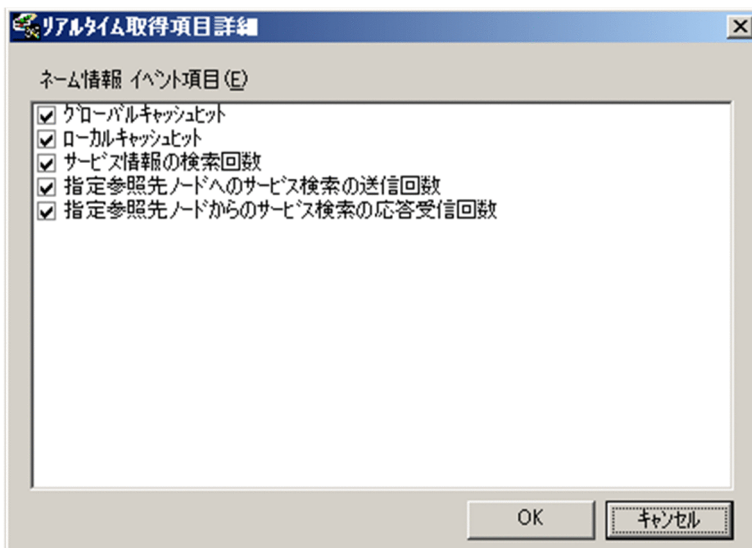 ﾘｱﾙﾀｲﾑ取得項目詳細
ﾈｰﾑ情報 ｲﾍﾞﾝﾄ項目(E)
ｸﾞﾛｰﾊﾞﾙｷｬｯｼｭﾋｯﾄ
ﾛｰｶﾙｷｬｯｼｭﾋｯﾄ
ｻｰﾋﾞｽ情報の検索回数
指定参照先ﾉｰﾄﾞへのｻｰﾋﾞｽ検索の送信回数
指定参照先ﾉｰﾄﾞからのｻｰﾋﾞｽ検索の応答受信回数
OK
ｷｬﾝｾﾙ